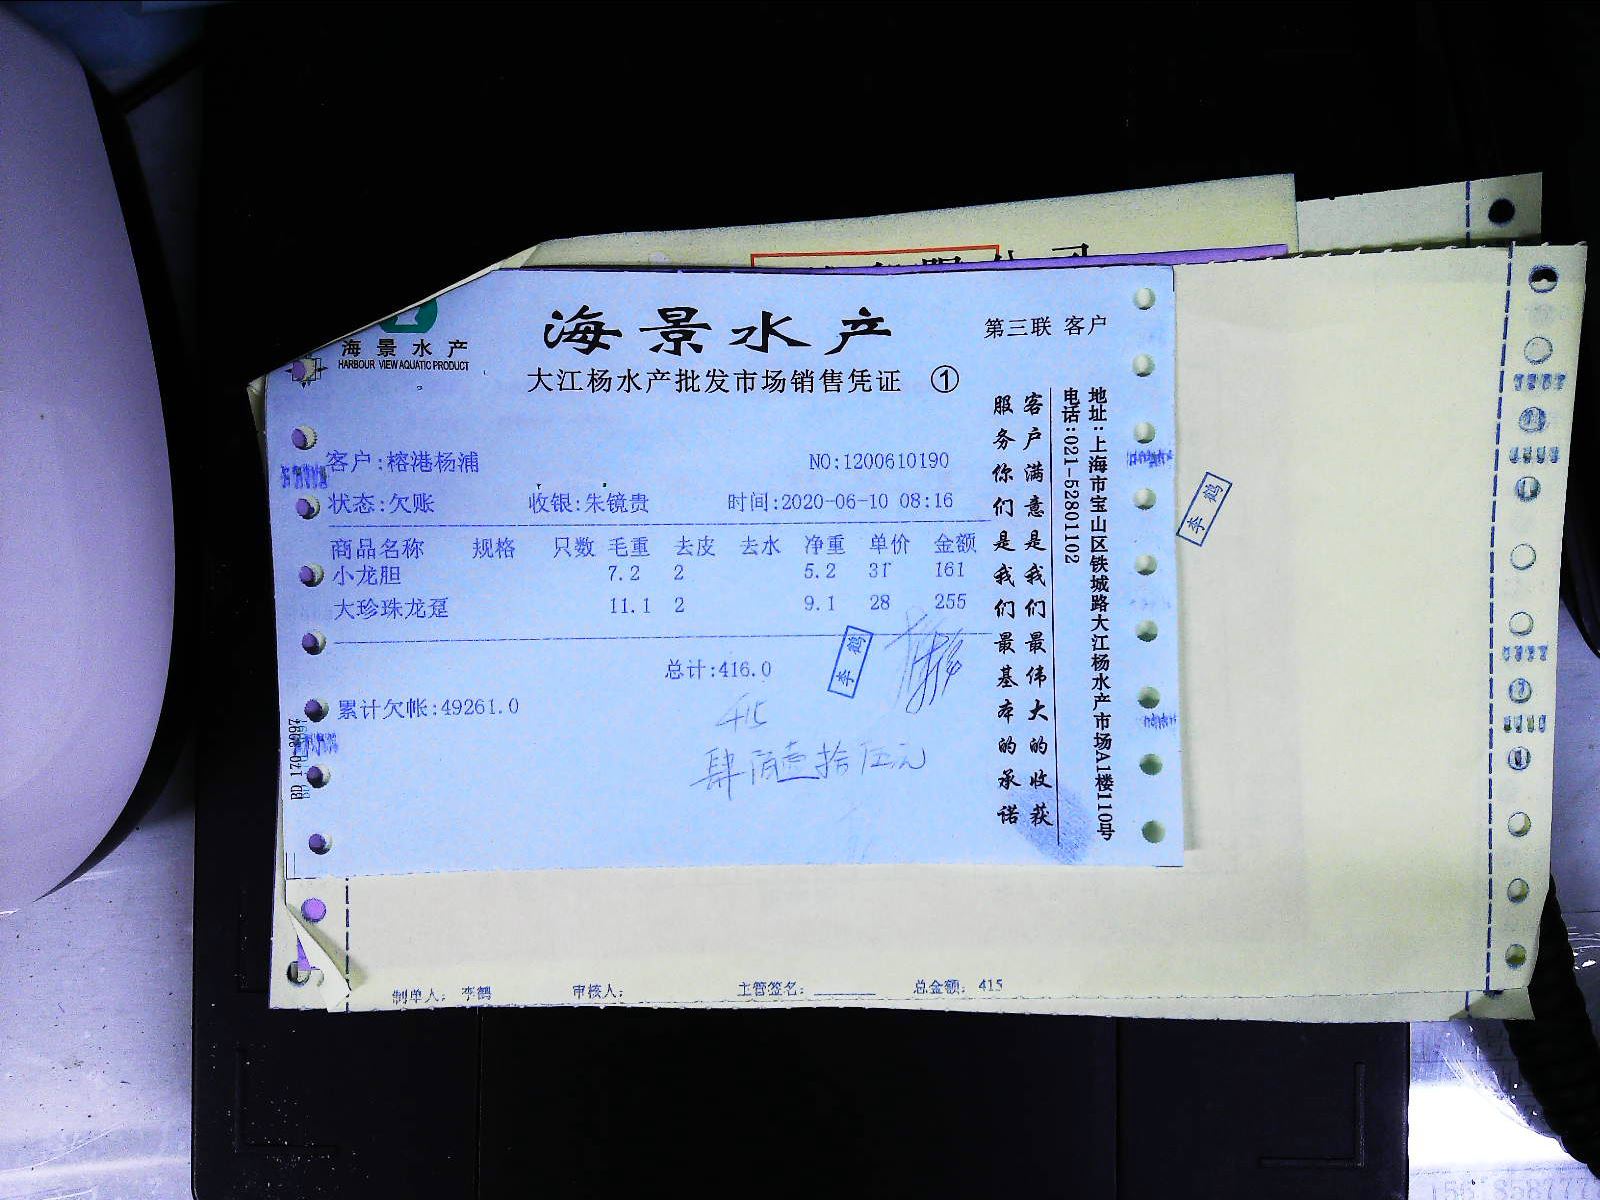 海景水产
HARBOUR VIEW AQUATIC PRODUCT
海景水产
第三联 客户
大江杨水产批发市场销售凭证 ①
客户:榕港杨浦 NO:1200610190
状态:欠账 收银:朱镜贵 时间:2020-06-10 08:16
商品名称 规格 只数 毛重 去皮 去水 净重 单价 金额
小龙胆 7.2 2 5.2 31 161
大珍珠龙趸 11.1 2 9.1 28 255
总计:416.0
累计欠帐:49261.0
415
肆陌壹拾伍元
李鹤
李鹤
客户满意是我们最伟大的收获
服务你们是我们最基本的承诺
地址:上海市宝山区铁城路大江杨水产市场A1楼110号
电话:021-52801102
制单人: 李鹤 审核人: 主管签名: 总金额: 415